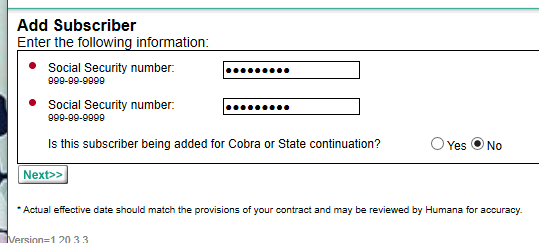 Add Subscriber
Enter the following information:
• Social Security number: •••••••••
999-99-9999
• Social Security number: •••••••••
999-99-9999
Is this subscriber being added for Cobra or State continuation? Yes No
Next>>
* Actual effective date should match the provisions of your contract and may be reviewed by Humana for accuracy.
Version=1.20.3.3